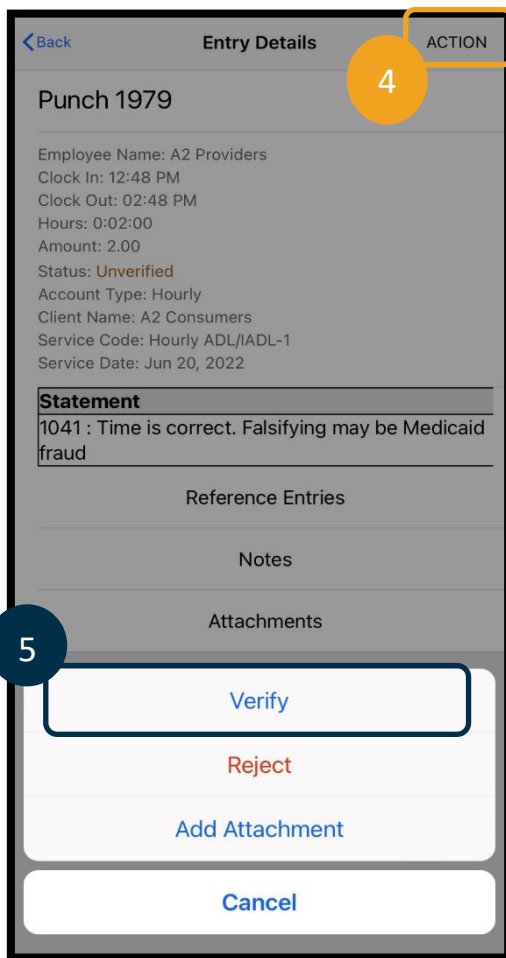 Back Entry Details ACTION
4
Punch 1979
Employee Name: A2 Providers
Clock In: 12:48 PM
Clock Out: 02:48 PM
Hours: 0:02:00
Amount: 2.00
Status: Unverified
Account Type: Hourly
Client Name: A2 Consumers
Service Code: Hourly ADL/IADL-1
Service Date: Jun 20, 2022
Statement
1041 : Time is correct. Falsifying may be Medicaid
fraud
Reference Entries
Notes
Attachments
5
Verify
Reject
Add Attachment
Cancel